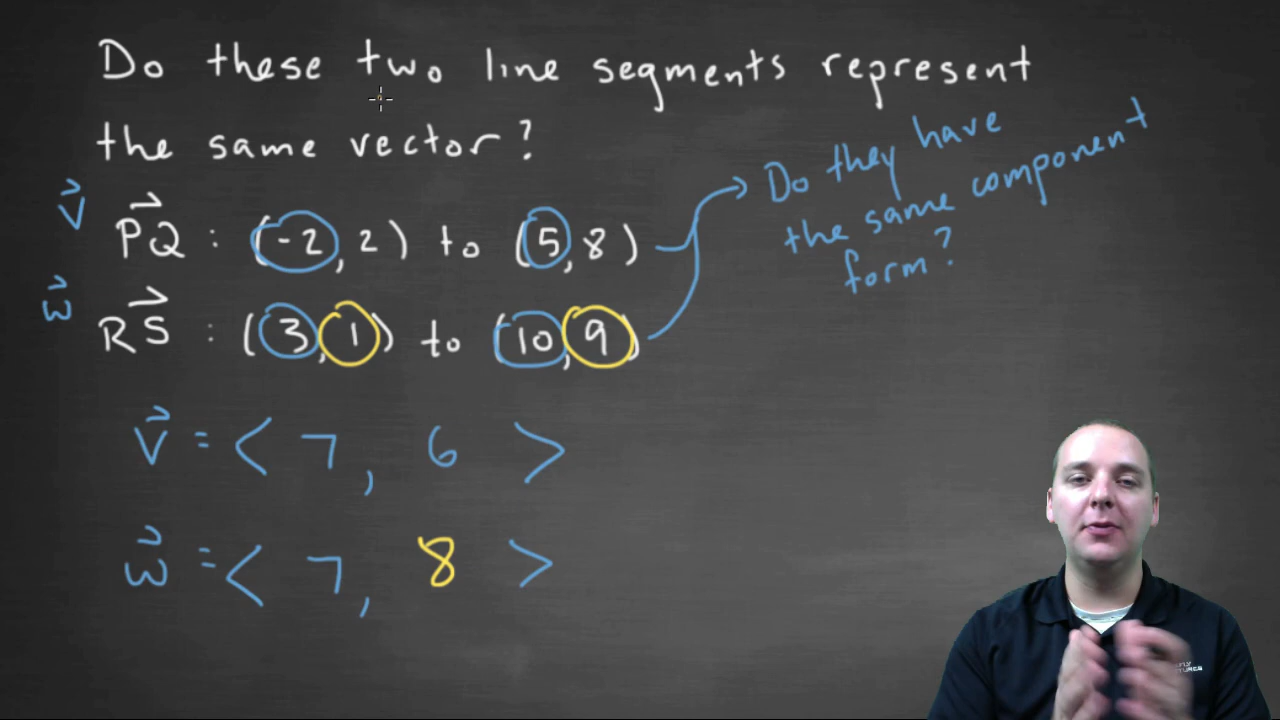 Do these two line segments represent
the same vector?
Do they have
the same component
form?
v⃗ PQ⃗ : (-2, 2) to (5, 8)
w⃗ RS⃗ : (3, 1) to (10, 9)
v⃗ = < 7, 6 >
w⃗ = < 7, 8 >